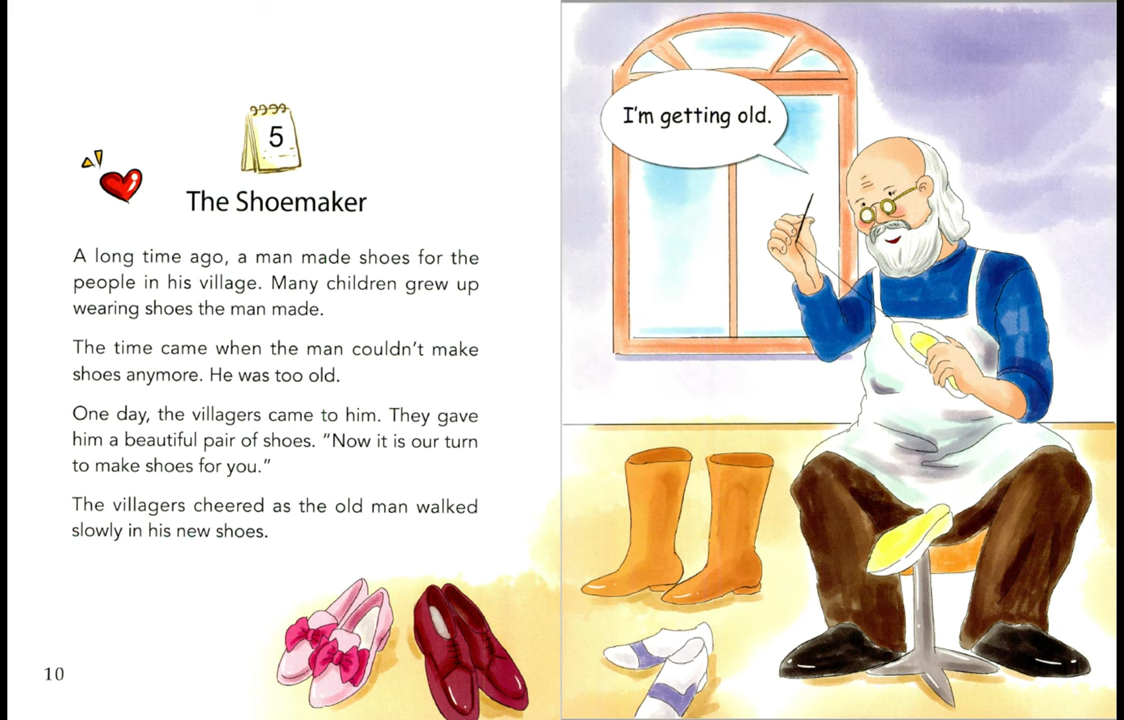 5
The Shoemaker
A long time ago, a man made shoes for the
people in his village. Many children grew up
wearing shoes the man made.
The time came when the man couldn't make
shoes anymore. He was too old.
One day, the villagers came to him. They gave
him a beautiful pair of shoes. "Now it is our turn
to make shoes for you."
The villagers cheered as the old man walked
slowly in his new shoes.
10
I'm getting old.